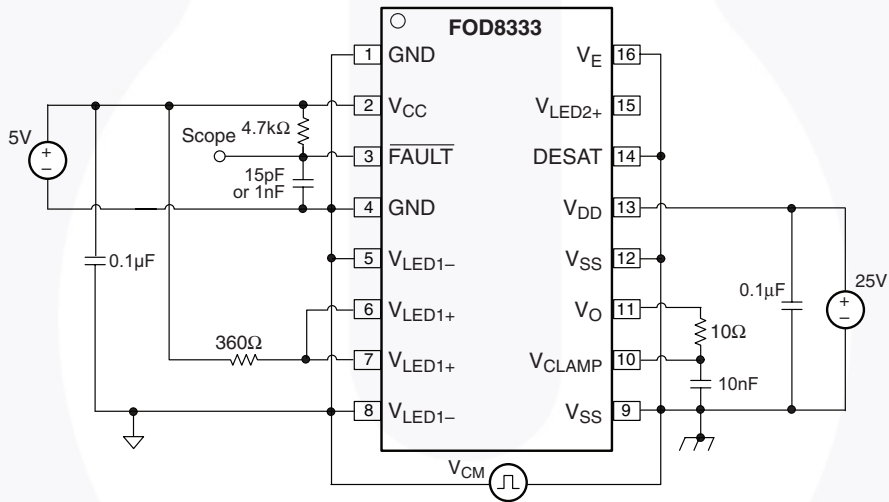 FOD8333
1 GND
VE 16
2 VCC
VLED2+ 15
4.7kΩ
5V
+
–
Scope
3 FAULT
DESAT 14
15pF
or 1nF
4 GND
VDD 13
5 VLED1–
VSS 12
0.1µF
0.1µF
25V
+
–
6 VLED1+
VO 11
10Ω
360Ω
7 VLED1+
VCLAMP 10
10nF
8 VLED1–
VSS 9
VCM